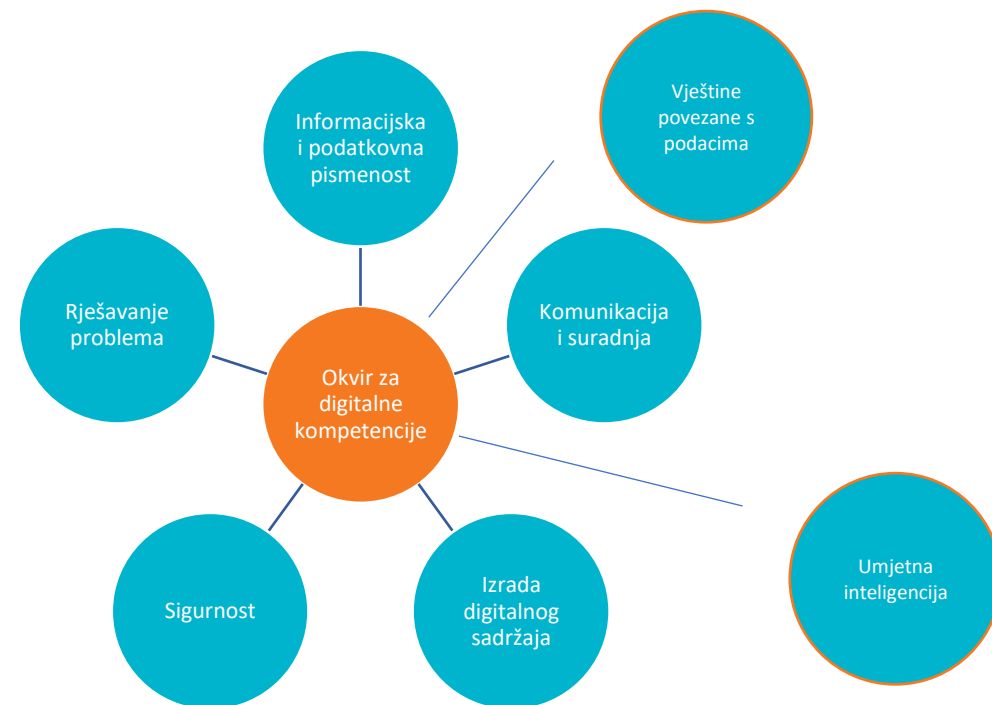 Vještine
povezane s
podacima
Informacijska
i podatkovna
pismenost
Rješavanje
problema
Komunikacija
i suradnja
Okvir za
digitalne
kompetencije
Sigurnost
Izrada
digitalnog
sadržaja
Umjetna
inteligencija